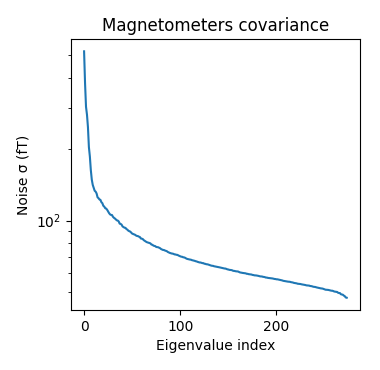 Magnetometers covariance
Noise σ (fT)
10²
0 100 200
Eigenvalue index